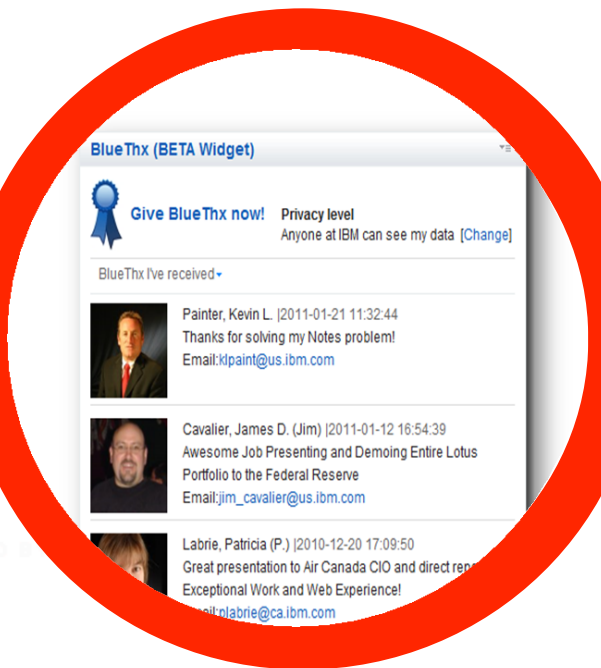 BlueThx (BETA Widget)
Give BlueThx now!
Privacy level
Anyone at IBM can see my data [Change]
BlueThx I've received
Painter, Kevin L. |2011-01-21 11:32:44
Thanks for solving my Notes problem!
Email:klpaint@us.ibm.com
Cavalier, James D. (Jim) |2011-01-12 16:54:39
Awesome Job Presenting and Demoing Entire Lotus
Portfolio to the Federal Reserve
Email:jim_cavalier@us.ibm.com
Labrie, Patricia (P.) |2010-12-20 17:09:50
Great presentation to Air Canada CIO and direct
Exceptional Work and Web Experience!
Email:plabrie@ca.ibm.com